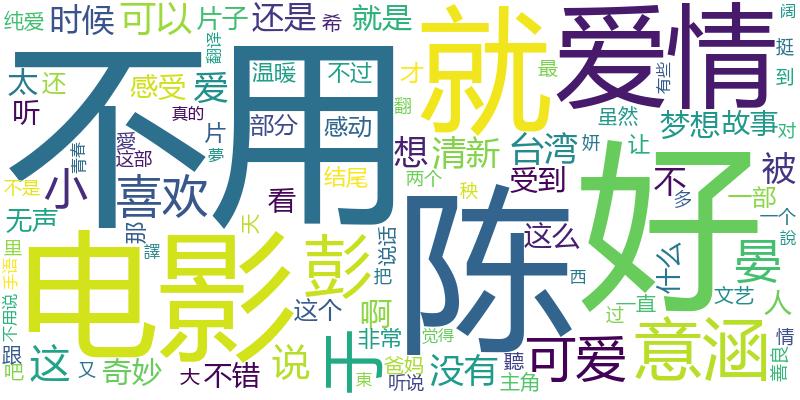 纯爱
时候
可以
片子
还是
希
就是
就
爱情
阔
挺
到
不用
翻译
太
还
感受
爱
温暖
不过
才
最
有些
听
真的
翻
虽然
梦想
故事
对
部分
感动
片
愛
夢
这部
青春
想
清新
台湾
妍
让
不是
小
喜欢
看
结尾
两个
秧
受到
不
被
多
一部
无声
那
天
陈
好
这么
什么
一个
說
里
手语
电影
譯
彭
说话
把
西
晏
不用说
这个
啊
过
一直
文艺
人
跟
这
非常
觉得
意涵
情
善良
吧
又
奇妙
大
不错
说
于
柬
爸妈
听说
没有
聽
主角
可爱